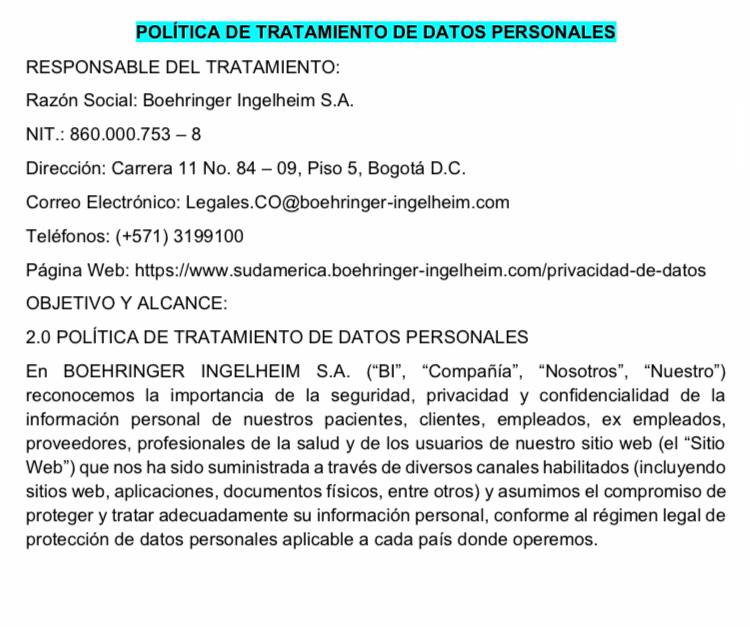 POLÍTICA DE TRATAMIENTO DE DATOS PERSONALES
RESPONSABLE DEL TRATAMIENTO:
Razón Social: Boehringer Ingelheim S.A.
NIT.: 860.000.753 – 8
Dirección: Carrera 11 No. 84 – 09, Piso 5, Bogotá D.C.
Correo Electrónico: Legales.CO@boehringer-ingelheim.com
Teléfonos: (+571) 3199100
Página Web: https://www.sudamerica.boehringer-ingelheim.com/privacidad-de-datos
OBJETIVO Y ALCANCE:
2.0 POLÍTICA DE TRATAMIENTO DE DATOS PERSONALES
En BOEHRINGER INGELHEIM S.A. (“BI”, “Compañía”, “Nosotros”, “Nuestro”)
reconocemos la importancia de la seguridad, privacidad y confidencialidad de la
información personal de nuestros pacientes, clientes, empleados, ex empleados,
proveedores, profesionales de la salud y de los usuarios de nuestro sitio web (el “Sitio
Web”) que nos ha sido suministrada a través de diversos canales habilitados (incluyendo
sitios web, aplicaciones, documentos físicos, entre otros) y asumimos el compromiso de
proteger y tratar adecuadamente su información personal, conforme al régimen legal de
protección de datos personales aplicable a cada país donde operemos.